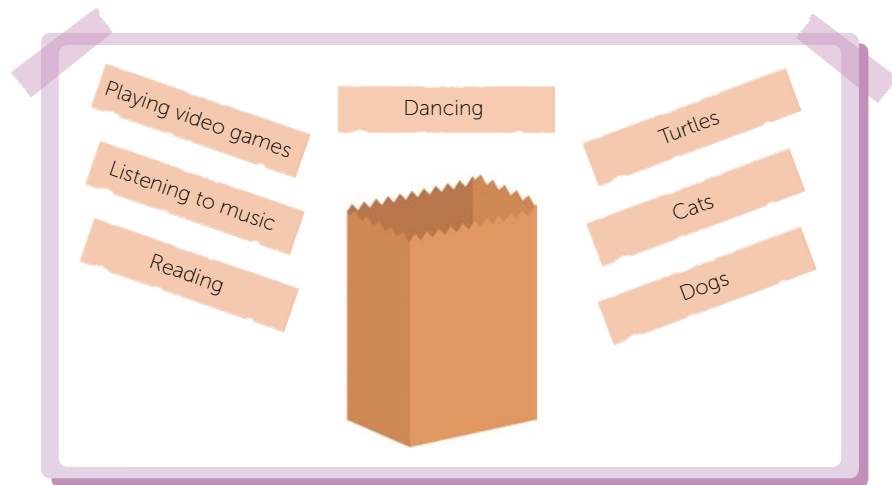 Playing video games
Listening to music
Reading
Dancing
Turtles
Cats
Dogs